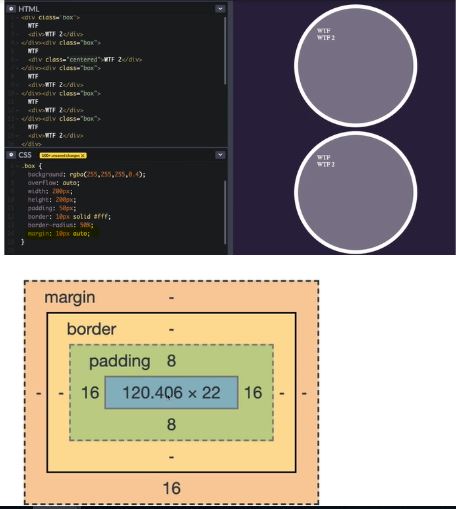 HTML
<div class="box">
WTF
<div>WTF 2</div>
</div><div class="box">
WTF
<div class="centered">WTF 2</div>
</div><div class="box">
WTF
<div>WTF 2</div>
</div><div class="box">
WTF
<div>WTF 2</div>
</div><div class="box">
WTF
<div>WTF 2</div>
</div>
CSS
100+ unsaved changes X
.box {
background: rgba(255,255,255,0.4);
overflow: auto;
width: 200px;
height: 200px;
padding: 50px;
border: 10px solid #fff;
border-radius: 50%;
margin: 10px auto;
}
WTF
WTF 2
WTF
WTF 2
margin -
border -
padding 8
- - 16 120.406 × 22 16 - -
8
-
16